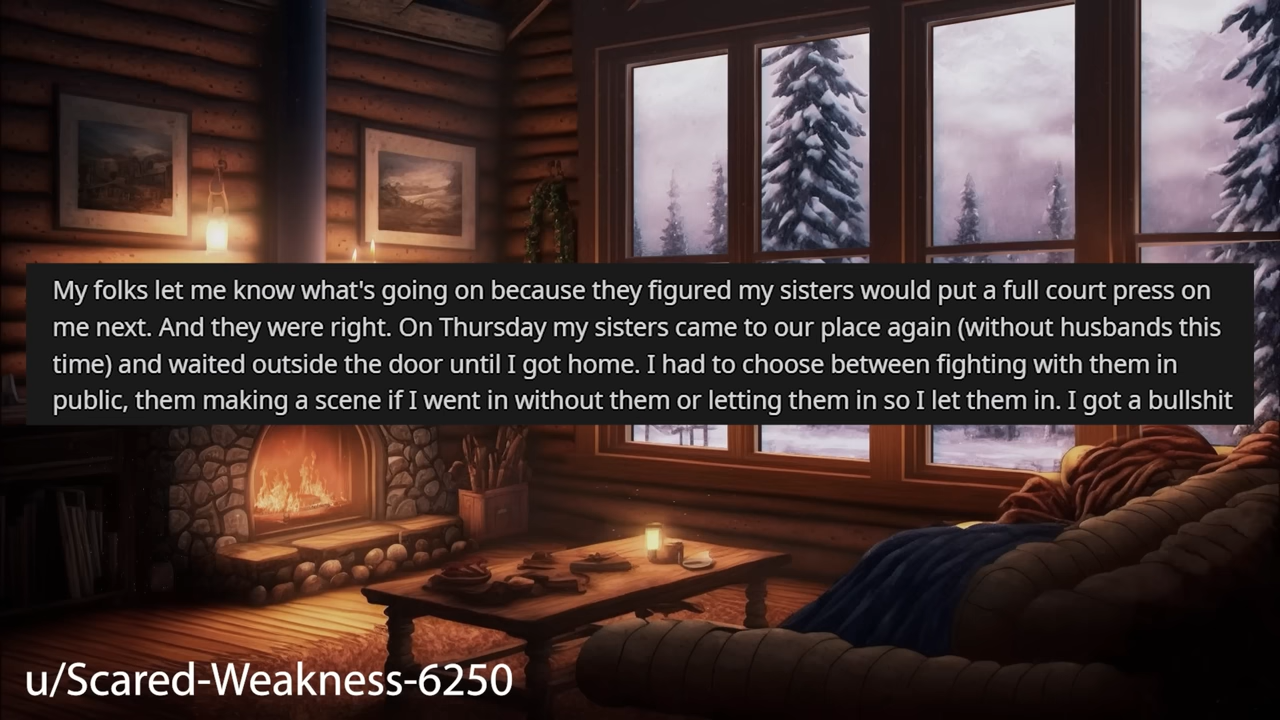 My folks let me know what's going on because they figured my sisters would put a full court press on
me next. And they were right. On Thursday my sisters came to our place again (without husbands this
time) and waited outside the door until I got home. I had to choose between fighting with them in
public, them making a scene if I went in without them or letting them in so I let them in. I got a bullshit
u/Scared-Weakness-6250